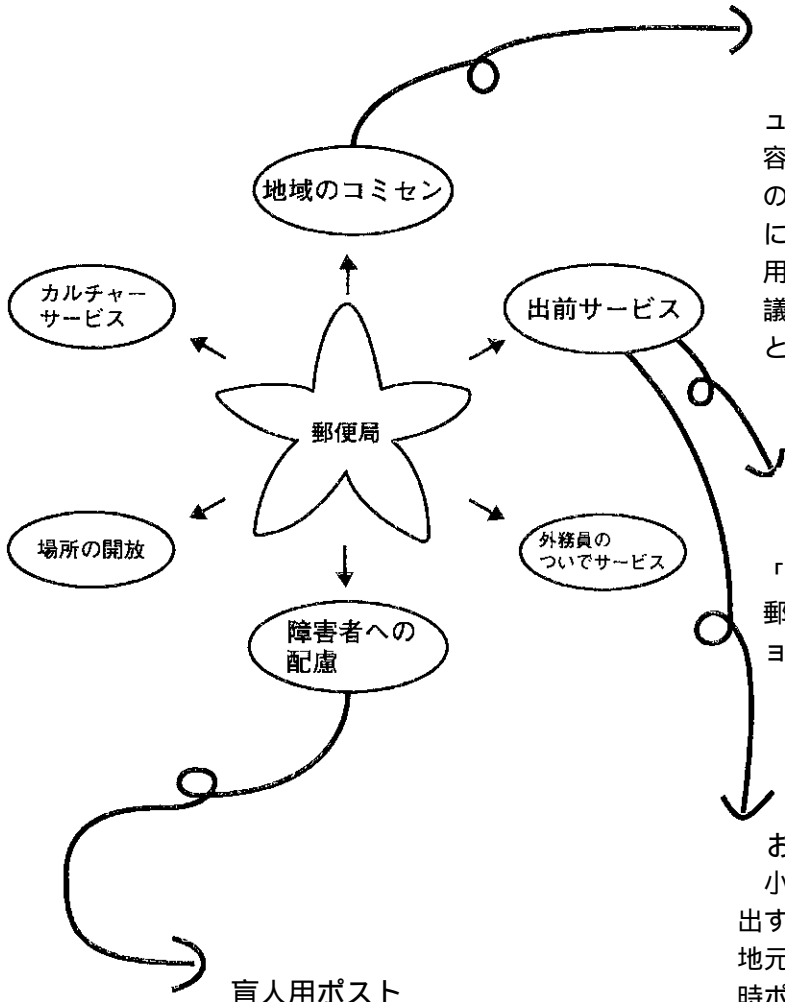 地域のコミセン
カルチャー
サービス
出前サービス
郵便局
場所の開放
外務員の
ついでサービス
障害者への
配慮
盲人用ポスト
ュ
容
の
に
用
議
と
「
郵
ョ
お
小
出す
地元
時ポ